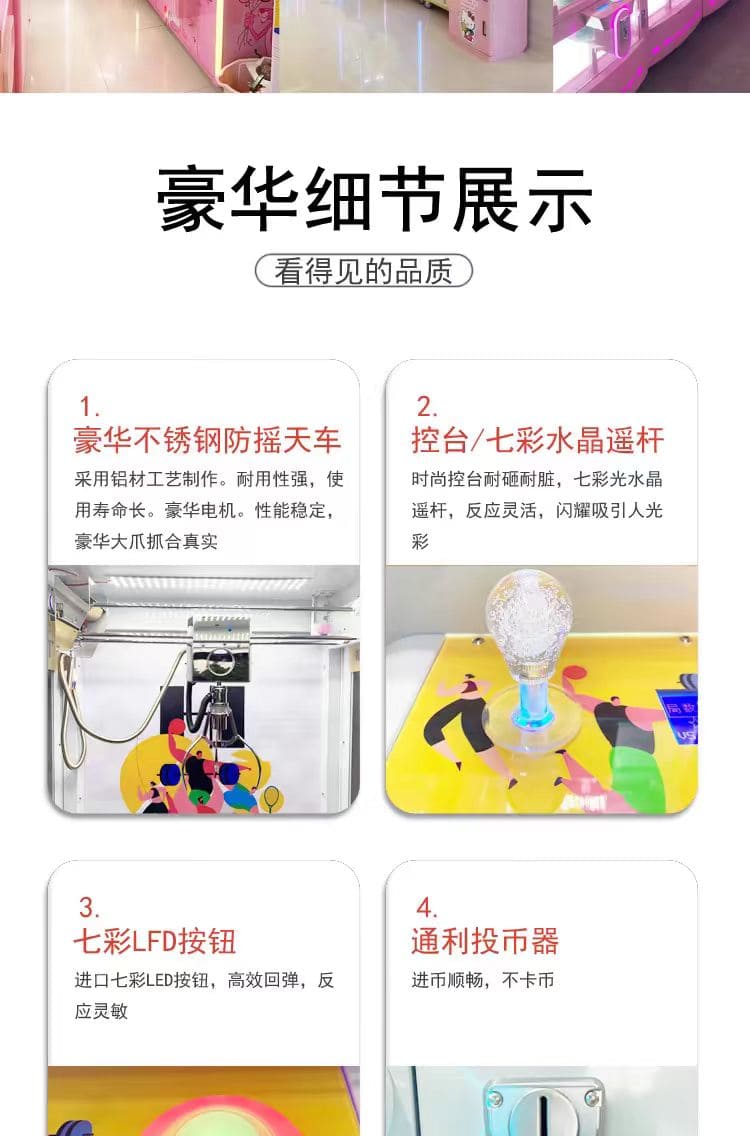 豪华细节展示
看得见的品质
1.
豪华不锈钢防摇天车
采用铝材工艺制作。耐用性强，使
用寿命长。豪华电机。性能稳定，
豪华大爪抓合真实
2.
控台/七彩水晶遥杆
时尚控台耐砸耐脏，七彩光水晶
遥杆，反应灵活，闪耀吸引人光
彩
局数
US
3.
七彩LFD按钮
进口七彩LED按钮，高效回弹，反
应灵敏
4.
通利投币器
进币顺畅，不卡币